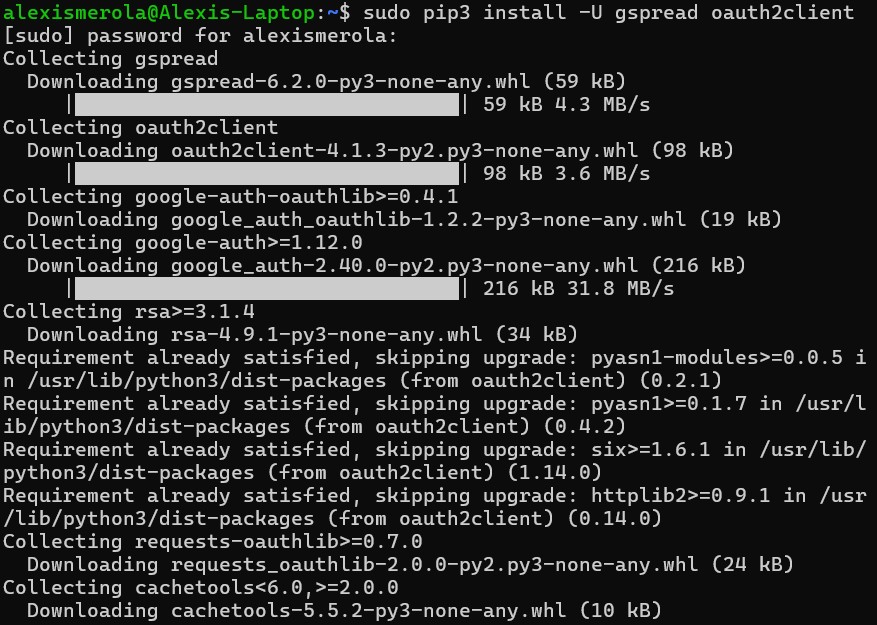 alexismerola@Alexis-Laptop:~$ sudo pip3 install -U gspread oauth2client
[sudo] password for alexismerola:
Collecting gspread
  Downloading gspread-6.2.0-py3-none-any.whl (59 kB)
     |████████████████████████████████| 59 kB 4.3 MB/s
Collecting oauth2client
  Downloading oauth2client-4.1.3-py2.py3-none-any.whl (98 kB)
     |████████████████████████████████| 98 kB 3.6 MB/s
Collecting google-auth-oauthlib>=0.4.1
  Downloading google_auth_oauthlib-1.2.2-py3-none-any.whl (19 kB)
Collecting google-auth>=1.12.0
  Downloading google_auth-2.40.0-py2.py3-none-any.whl (216 kB)
     |████████████████████████████████| 216 kB 31.8 MB/s
Collecting rsa>=3.1.4
  Downloading rsa-4.9.1-py3-none-any.whl (34 kB)
Requirement already satisfied, skipping upgrade: pyasn1-modules>=0.0.5 i
n /usr/lib/python3/dist-packages (from oauth2client) (0.2.1)
Requirement already satisfied, skipping upgrade: pyasn1>=0.1.7 in /usr/l
ib/python3/dist-packages (from oauth2client) (0.4.2)
Requirement already satisfied, skipping upgrade: six>=1.6.1 in /usr/lib/
python3/dist-packages (from oauth2client) (1.14.0)
Requirement already satisfied, skipping upgrade: httplib2>=0.9.1 in /usr
/lib/python3/dist-packages (from oauth2client) (0.14.0)
Collecting requests-oauthlib>=0.7.0
  Downloading requests_oauthlib-2.0.0-py2.py3-none-any.whl (24 kB)
Collecting cachetools<6.0,>=2.0.0
  Downloading cachetools-5.5.2-py3-none-any.whl (10 kB)